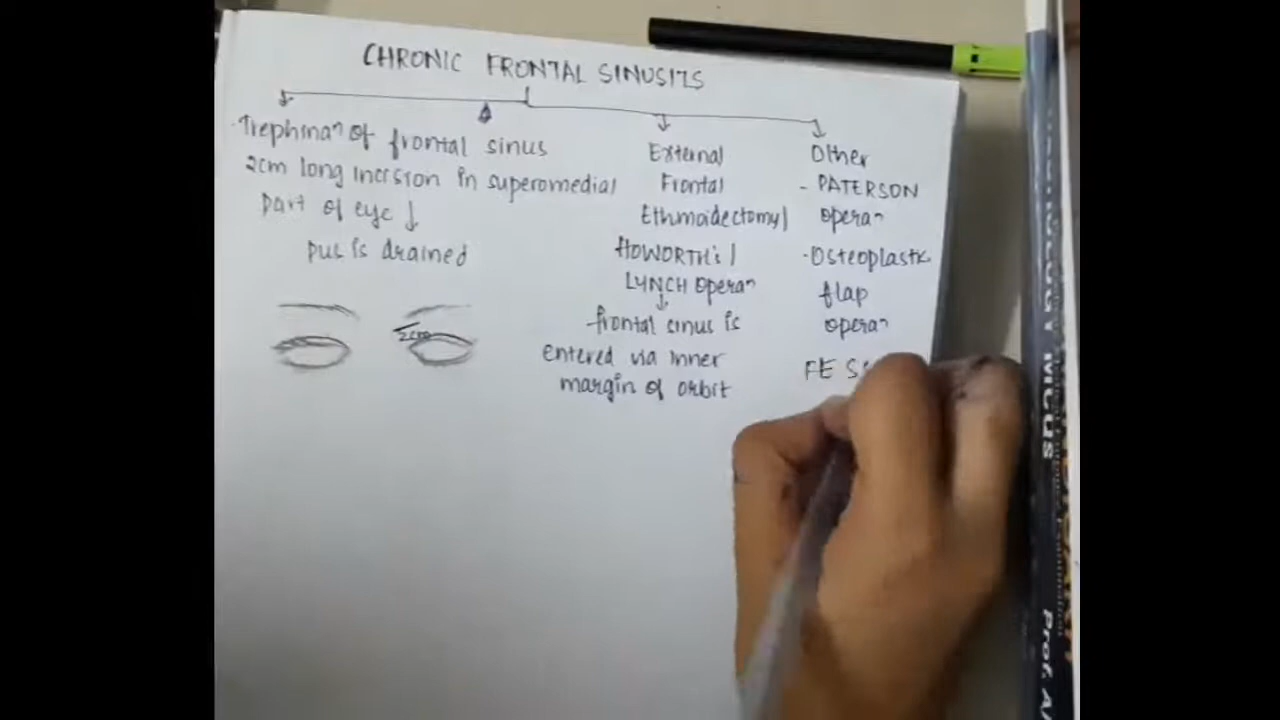 CHRONIC FRONTAL SINUSITS
Trephinaⁿ of frontal sinus
2cm long incision in superomedial
part of eye ↓
pus is drained
2cm
External
Frontal
Ethmoidectomy|
HOWORTH's |
LYNCH operaⁿ
↓
frontal sinus is
entered via inner
margin of orbit
Other
- PATERSON
operaⁿ
- Osteoplastic
flap
operaⁿ
FE
Prof.